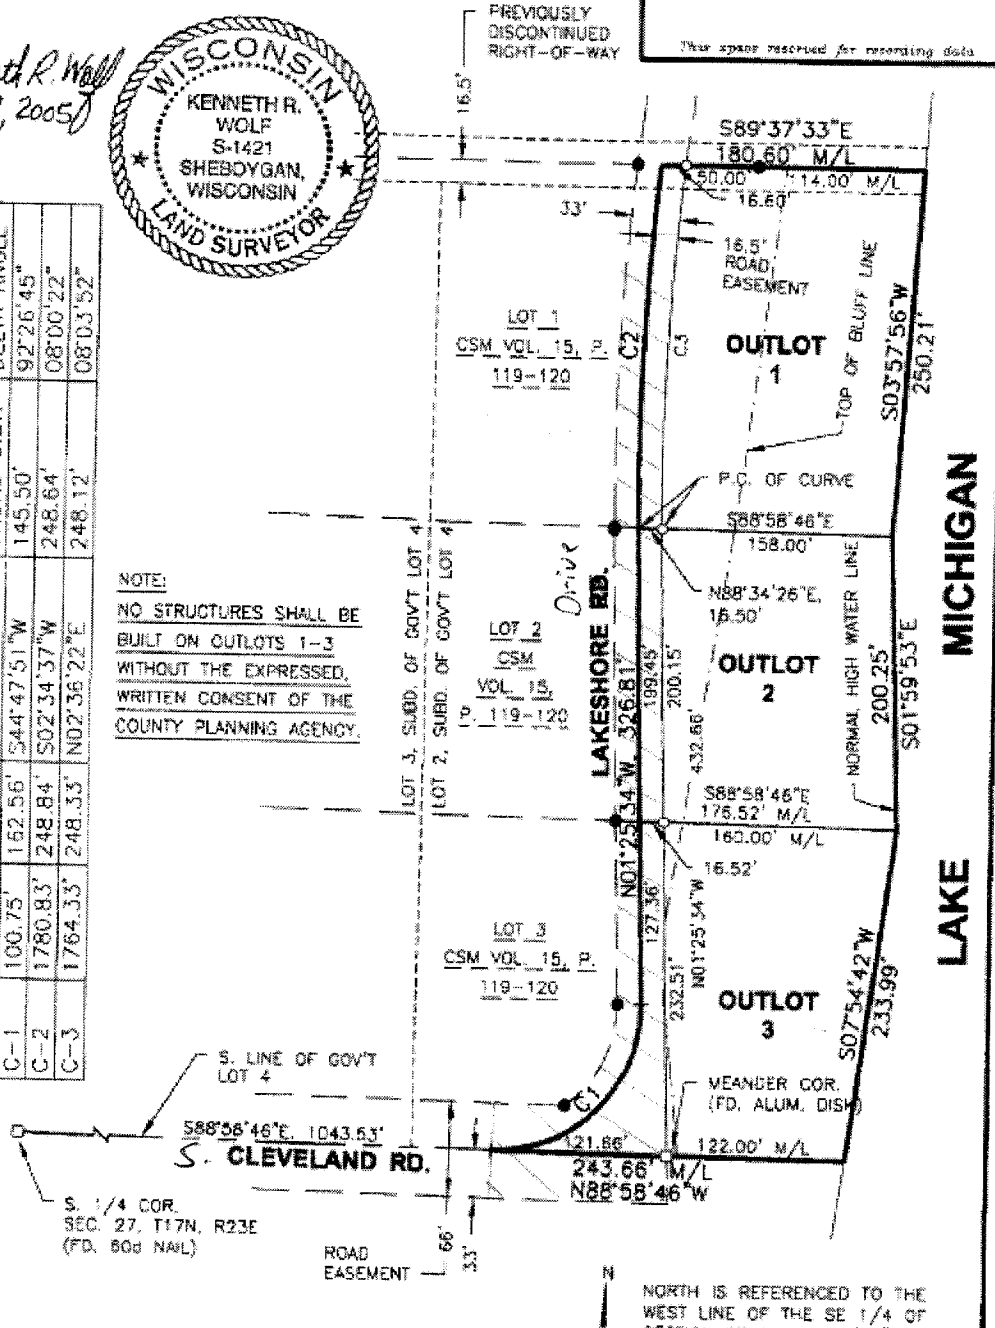 PREVIOUSLY
DISCONTINUED
RIGHT-OF-WAY
This space reserved for recording data
th R. Wolf
, 2005
WISCONSIN
KENNETH R.
WOLF
S-1421
SHEBOYGAN,
WISCONSIN
LAND SURVEYOR
16.5'
S89°37'33"E
180.60' M/L
50.00'
114.00' M/L
16.60'
33'
16.5'
ROAD
EASEMENT
LOT 1
CSM VOL. 15, P.
119-120
C2
C3
OUTLOT
1
TOP OF BLUFF LINE
S03°57'56"W
250.21'
P.C. OF CURVE
S88°58'46"E
158.00'
N88°34'26"E,
16.50'
NOTE:
NO STRUCTURES SHALL BE
BUILT ON OUTLOTS 1-3
WITHOUT THE EXPRESSED,
WRITTEN CONSENT OF THE
COUNTY PLANNING AGENCY.
LOT 3, SUBD. OF GOV'T LOT 4
LOT 2, SUBD. OF GOV'T LOT 4
LOT 2
CSM
VOL. 15,
P. 119-120
Drive
LAKESHORE RD.
N01°25'34"W, 326.81'
199.45'
200.15'
432.66'
OUTLOT
2
NORMAL HIGH WATER LINE
200.25'
S01°59'53"E
LAKE MICHIGAN
S88°58'46"E
176.52' M/L
160.00' M/L
16.52'
LOT 3
CSM VOL. 15, P.
119-120
127.36'
232.51'
N01°25'34"W
OUTLOT
3
S07°54'42"W
233.99'
92°26'45"
08°00'22"
08°03'52"
145.50'
248.64'
248.12'
S44°47'51"W
S02°34'37"W
N02°36'22"E
162.56'
248.84'
248.33'
100.75'
1780.83'
1764.33'
C-1
C-2
C-3
S. LINE OF GOV'T
LOT 4
C1
MEANDER COR.
(FD. ALUM. DISK)
S88°58'46"E, 1043.53'
S. CLEVELAND RD.
121.66'
122.00' M/L
243.66' M/L
N88°58'46"W
S. 1/4 COR.
SEC. 27, T17N, R23E
(FD. 60d NAIL)
66'
33'
ROAD
EASEMENT
N
NORTH IS REFERENCED TO THE
WEST LINE OF THE SE 1/4 OF